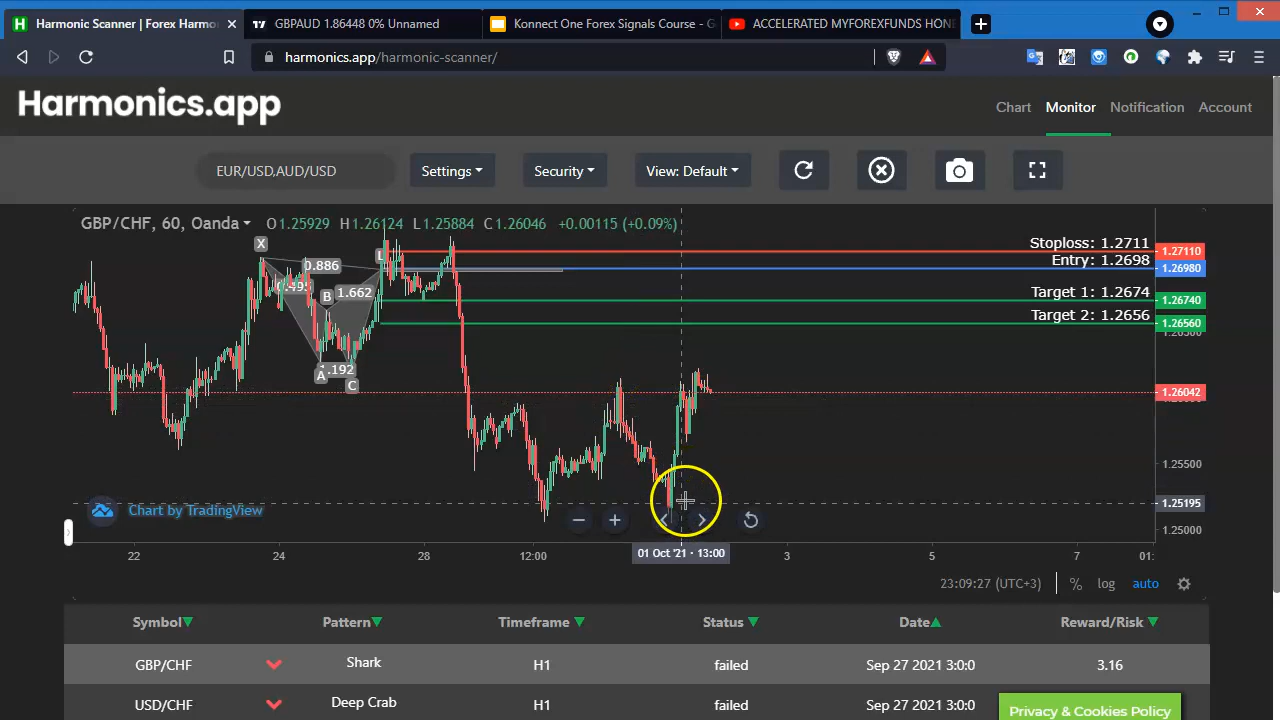 Harmonic Scanner | Forex Harmo
GBPAUD 1.86448 0% Unnamed
Konnect One Forex Signals Course - G
ACCELERATED MYFOREXFUNDS HONE
harmonics.app/harmonic-scanner/
Harmonics.app
Chart
Monitor
Notification
Account
EUR/USD,AUD/USD
Settings
Security
View: Default
GBP/CHF, 60, Oanda
O1.25929 H1.26124 L1.25884 C1.26046 +0.00115 (+0.09%)
Stoploss: 1.2711
1.27110
Entry: 1.2698
1.26980
Target 1: 1.2674
1.26740
Target 2: 1.2656
1.26560
X
0.886
B
1.662
A
.192
C
1.26042
1.25500
1.25195
1.25000
Chart by TradingView
22
24
28
12:00
01 Oct '21 · 13:00
3
5
7
01:
23:09:27 (UTC+3)
%
log
auto
Symbol
Pattern
Timeframe
Status
Date
Reward/Risk
GBP/CHF
Shark
H1
failed
Sep 27 2021 3:0:0
3.16
USD/CHF
Deep Crab
H1
failed
Sep 27 2021 3:0:0
Privacy & Cookies Policy